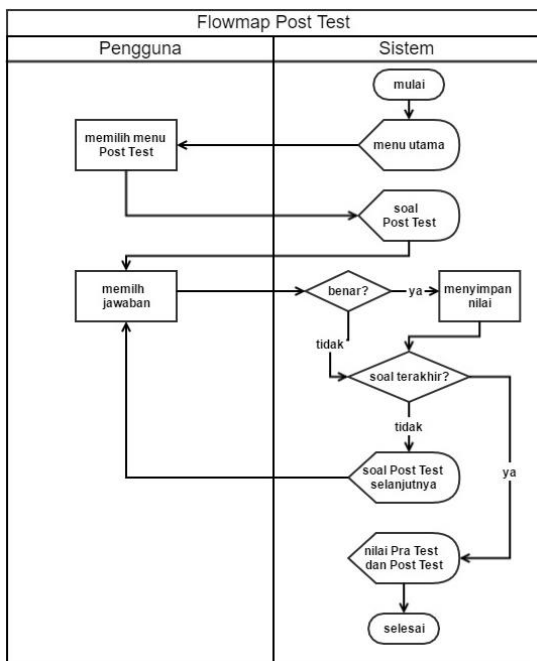 Flowmap Post Test
Pengguna
Sistem
mulai
memilih menu
Post Test
menu utama
soal
Post Test
memilh
jawaban
benar?
ya
menyimpan
nilai
tidak
soal terakhir?
tidak
soal Post Test
selanjutnya
ya
nilai Pra Test
dan Post Test
selesai